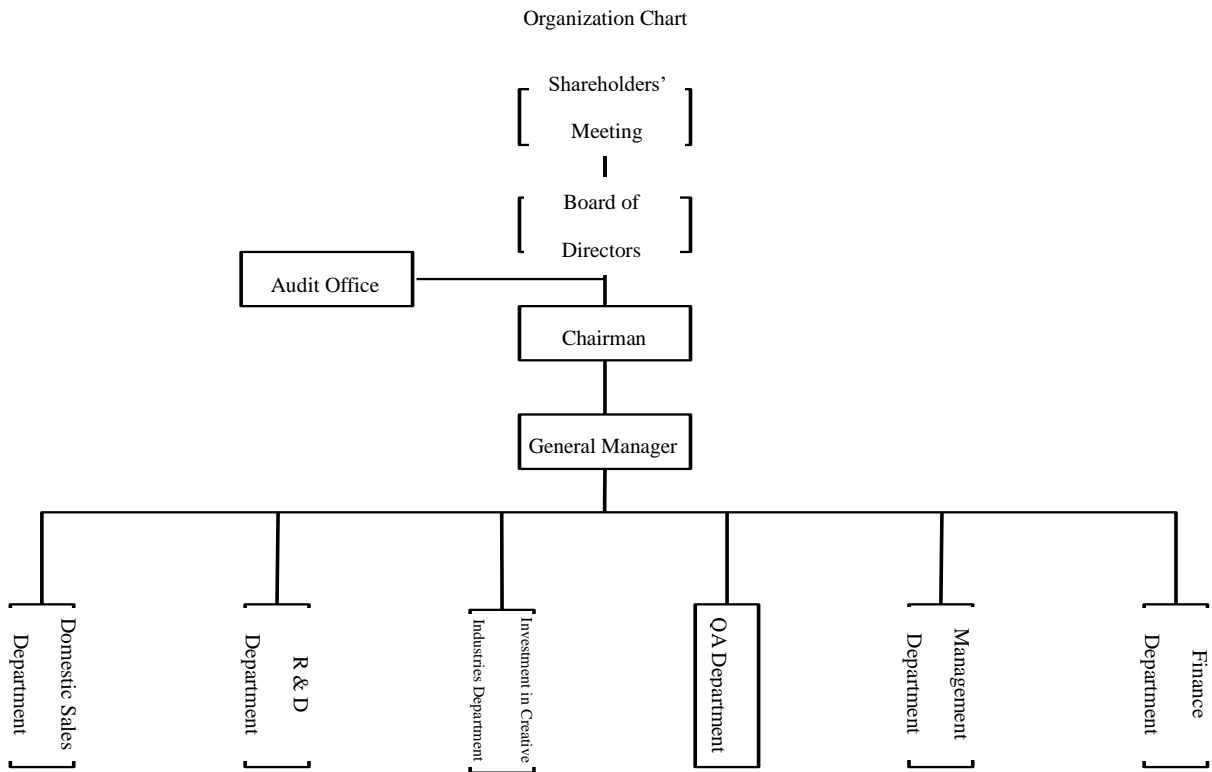 Organization Chart
Shareholders’
Meeting
Board of
Directors
Audit Office
Chairman
General Manager
Domestic Sales
Department
R & D
Department
Investment in Creative
Industries Department
QA Department
Management
Department
Finance
Department